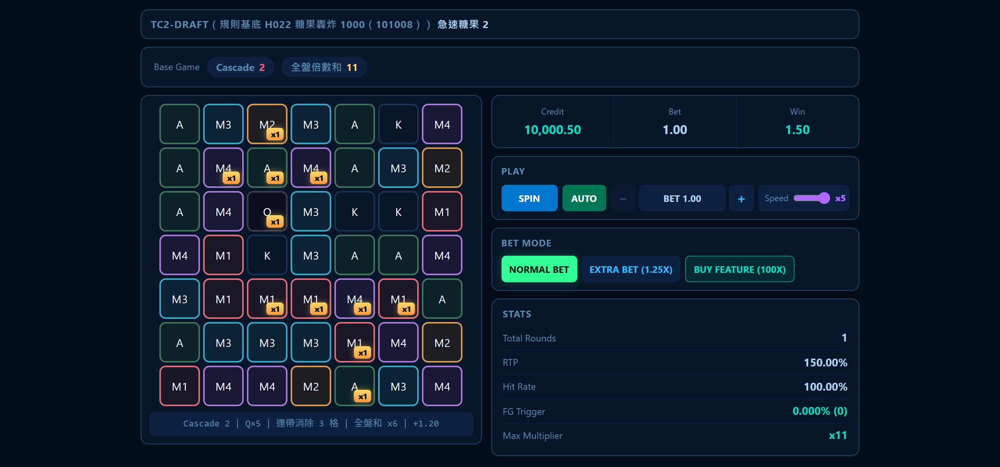 TC2-DRAFT（規則基底 H022 糖果轟炸 1000（101008）） 急速糖果 2
Base Game Cascade 2 全盤倍數和 11
A M3 M2 x1 M3 A K M4
A M4 x1 A x1 M4 x1 A M3 M2
A M4 Q x1 M3 K K M1
M4 M1 K M3 A A M4
M3 M1 M1 x1 M1 x1 M4 x1 M1 x1 A
A M3 M3 M3 M1 x1 M4 M2
M1 M4 M4 M2 A x1 M3 M4
Cascade 2 | Q×5 | 連帶消除 3 格 | 全盤和 x6 | +1.20
Credit Bet Win
10,000.50 1.00 1.50
PLAY
SPIN AUTO − BET 1.00 + Speed x5
BET MODE
NORMAL BET EXTRA BET (1.25X) BUY FEATURE (100X)
STATS
Total Rounds 1
RTP 150.00%
Hit Rate 100.00%
FG Trigger 0.000% (0)
Max Multiplier x11